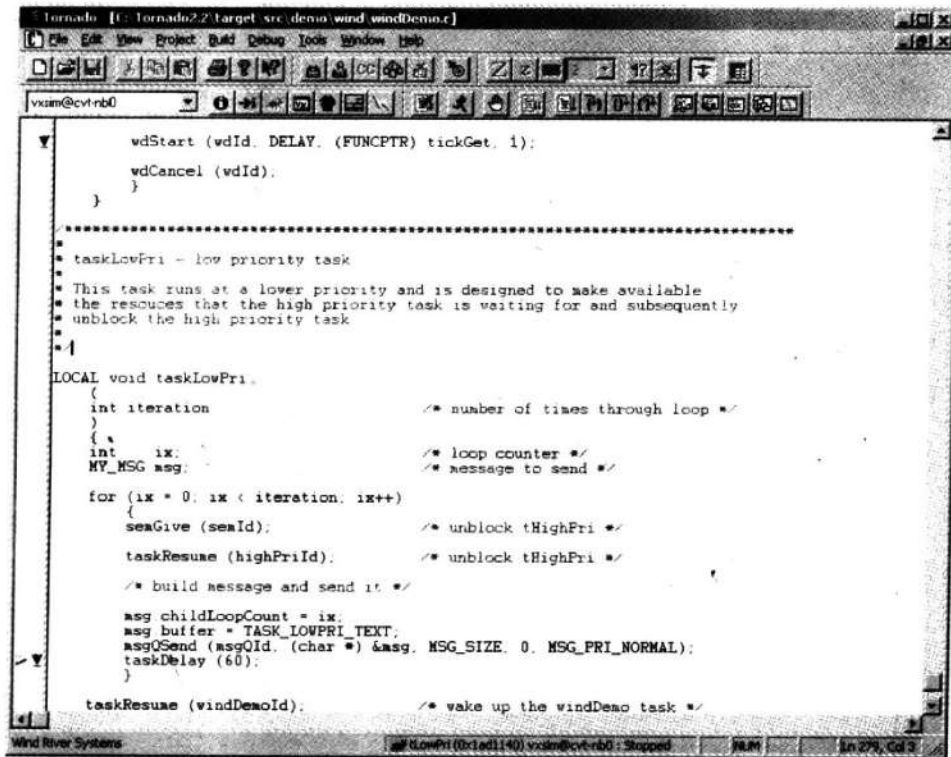 Tornado - [C:\Tornado2.2\target\src\demo\wind\windDemo.c]
File Edit View Project Build Debug Tools Window Help
vxsim@cvt-nb0
wdStart (wdId, DELAY, (FUNCPTR) tickGet, 1);
wdCancel (wdId);
}
}
/*****************************************************************************
*
* taskLowPri - low priority task
*
* This task runs at a lower priority and is designed to make available
* the resouces that the high priority task is waiting for and subsequently
* unblock the high priority task
*
*/
LOCAL void taskLowPri
(
int iteration /* number of times through loop */
)
{
int ix; /* loop counter */
MY_MSG msg; /* message to send */
for (ix = 0; ix < iteration; ix++)
{
semGive (semId); /* unblock tHighPri */
taskResume (highPriId); /* unblock tHighPri */
/* build message and send it */
msg.childLoopCount = ix;
msg.buffer = TASK_LOWPRI_TEXT;
msgQSend (msgQId, (char *) &msg, MSG_SIZE, 0, MSG_PRI_NORMAL);
taskDelay (60);
}
taskResume (windDemoId); /* wake up the windDemo task */
Wind River Systems tLowPri (0x1ad1140) vxsim@cvt-nb0 : Stopped NUM Ln 279, Col 3